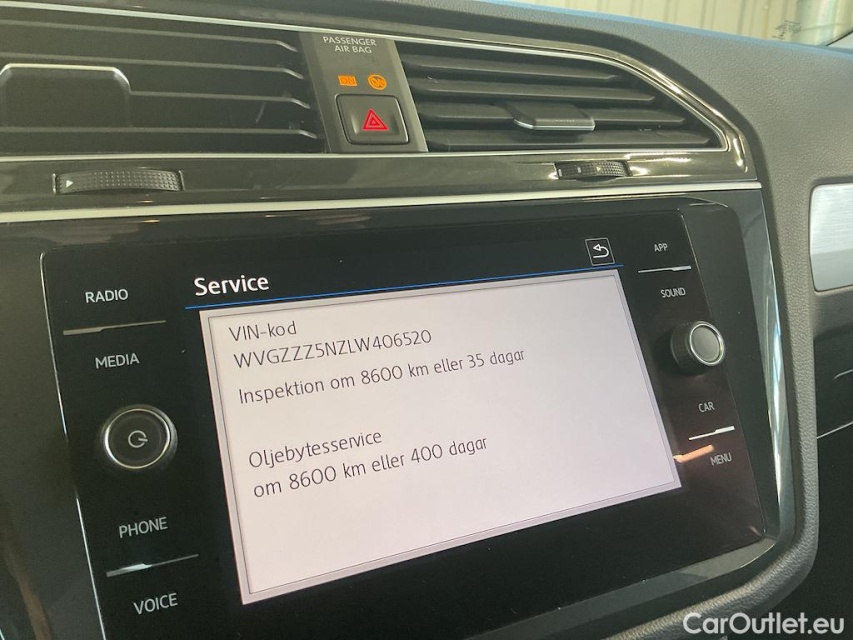 PASSENGER
AIR BAG
RADIO
MEDIA
PHONE
VOICE
Service
VIN-kod
WVGZZZ5NZLW406520
Inspektion om 8600 km eller 35 dagar
Oljebytesservice
om 8600 km eller 400 dagar
APP
SOUND
CAR
MENU
CarOutlet.eu